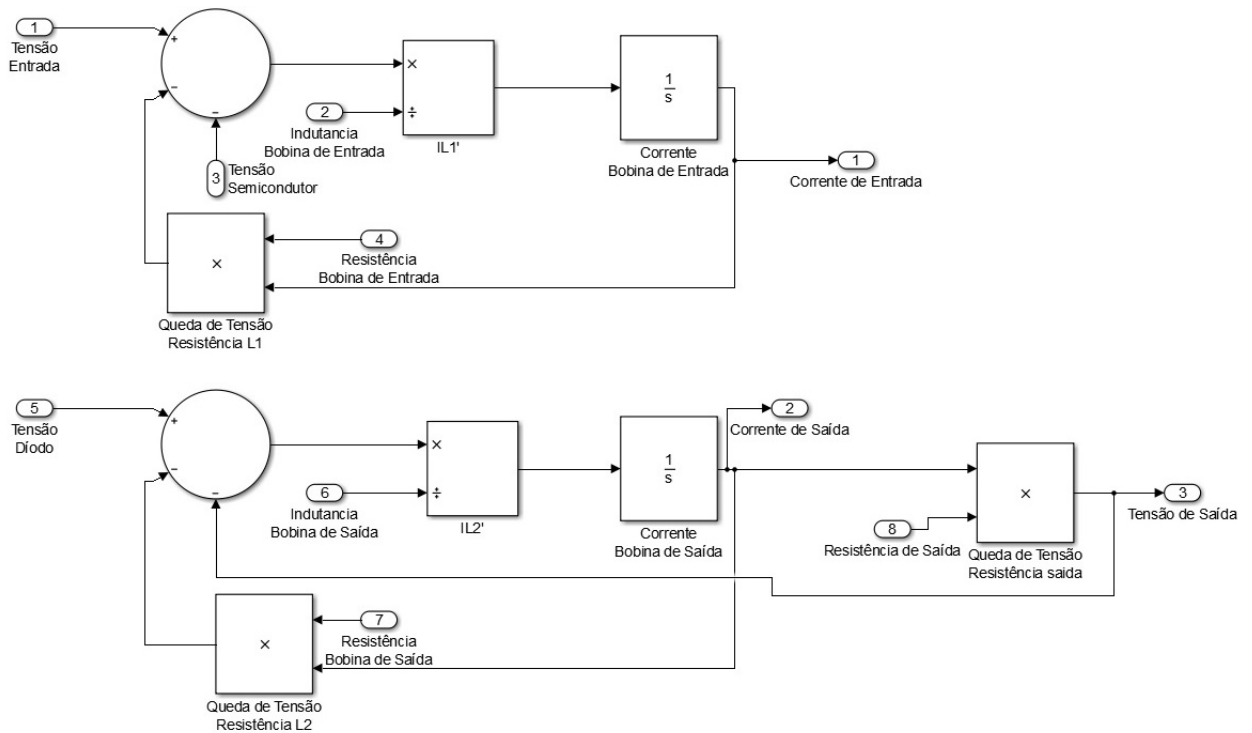 1
Tensão
Entrada
+
−
−
×
÷
IL1'
2
Indutancia
Bobina de Entrada
3
Tensão
Semicondutor
1
s
Corrente
Bobina de Entrada
1
Corrente de Entrada
4
Resistência
Bobina de Entrada
×
Queda de Tensão
Resistência L1
5
Tensão
Díodo
+
−
−
×
÷
IL2'
6
Indutancia
Bobina de Saída
1
s
Corrente
Bobina de Saída
2
Corrente de Saída
8
Resistência de Saída
×
Queda de Tensão
Resistência saida
3
Tensão de Saída
7
Resistência
Bobina de Saída
×
Queda de Tensão
Resistência L2